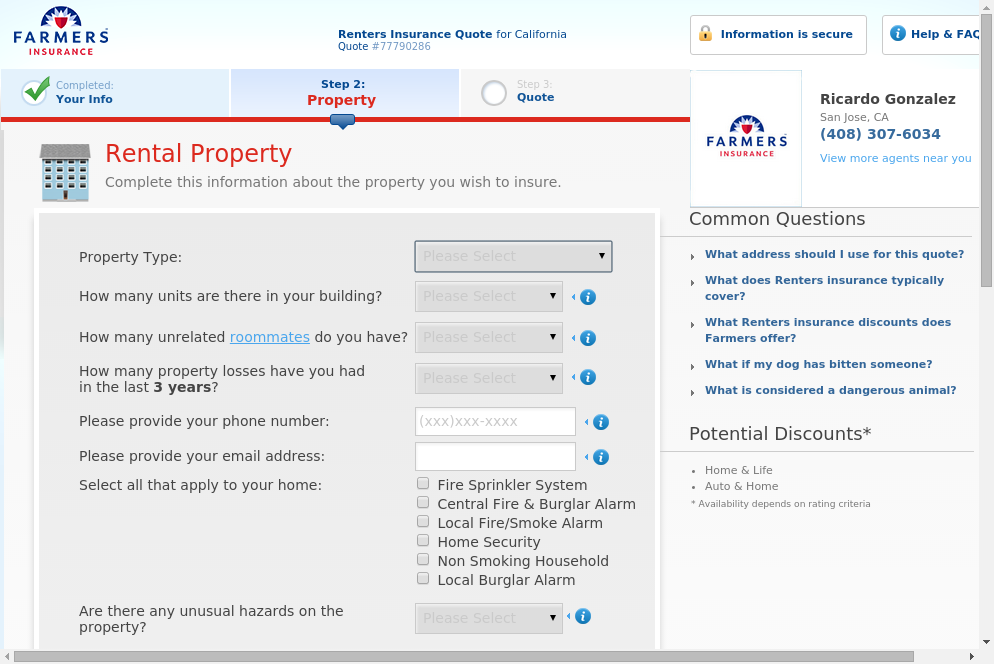 FARMERS
INSURANCE
Renters Insurance Quote for California
Quote #77790286
Information is secure
Help & FAQ
Completed:
Your Info
Step 2:
Property
Step 3:
Quote
FARMERS
INSURANCE
Ricardo Gonzalez
San Jose, CA
(408) 307-6034
View more agents near you
Rental Property
Complete this information about the property you wish to insure.
Property Type:
Please Select
How many units are there in your building?
Please Select
How many unrelated roommates do you have?
Please Select
How many property losses have you had
in the last 3 years?
Please Select
Please provide your phone number:
(xxx)xxx-xxxx
Please provide your email address:
Select all that apply to your home:
Fire Sprinkler System
Central Fire & Burglar Alarm
Local Fire/Smoke Alarm
Home Security
Non Smoking Household
Local Burglar Alarm
Are there any unusual hazards on the
property?
Please Select
Common Questions
What address should I use for this quote?
What does Renters insurance typically
cover?
What Renters insurance discounts does
Farmers offer?
What if my dog has bitten someone?
What is considered a dangerous animal?
Potential Discounts*
Home & Life
Auto & Home
* Availability depends on rating criteria